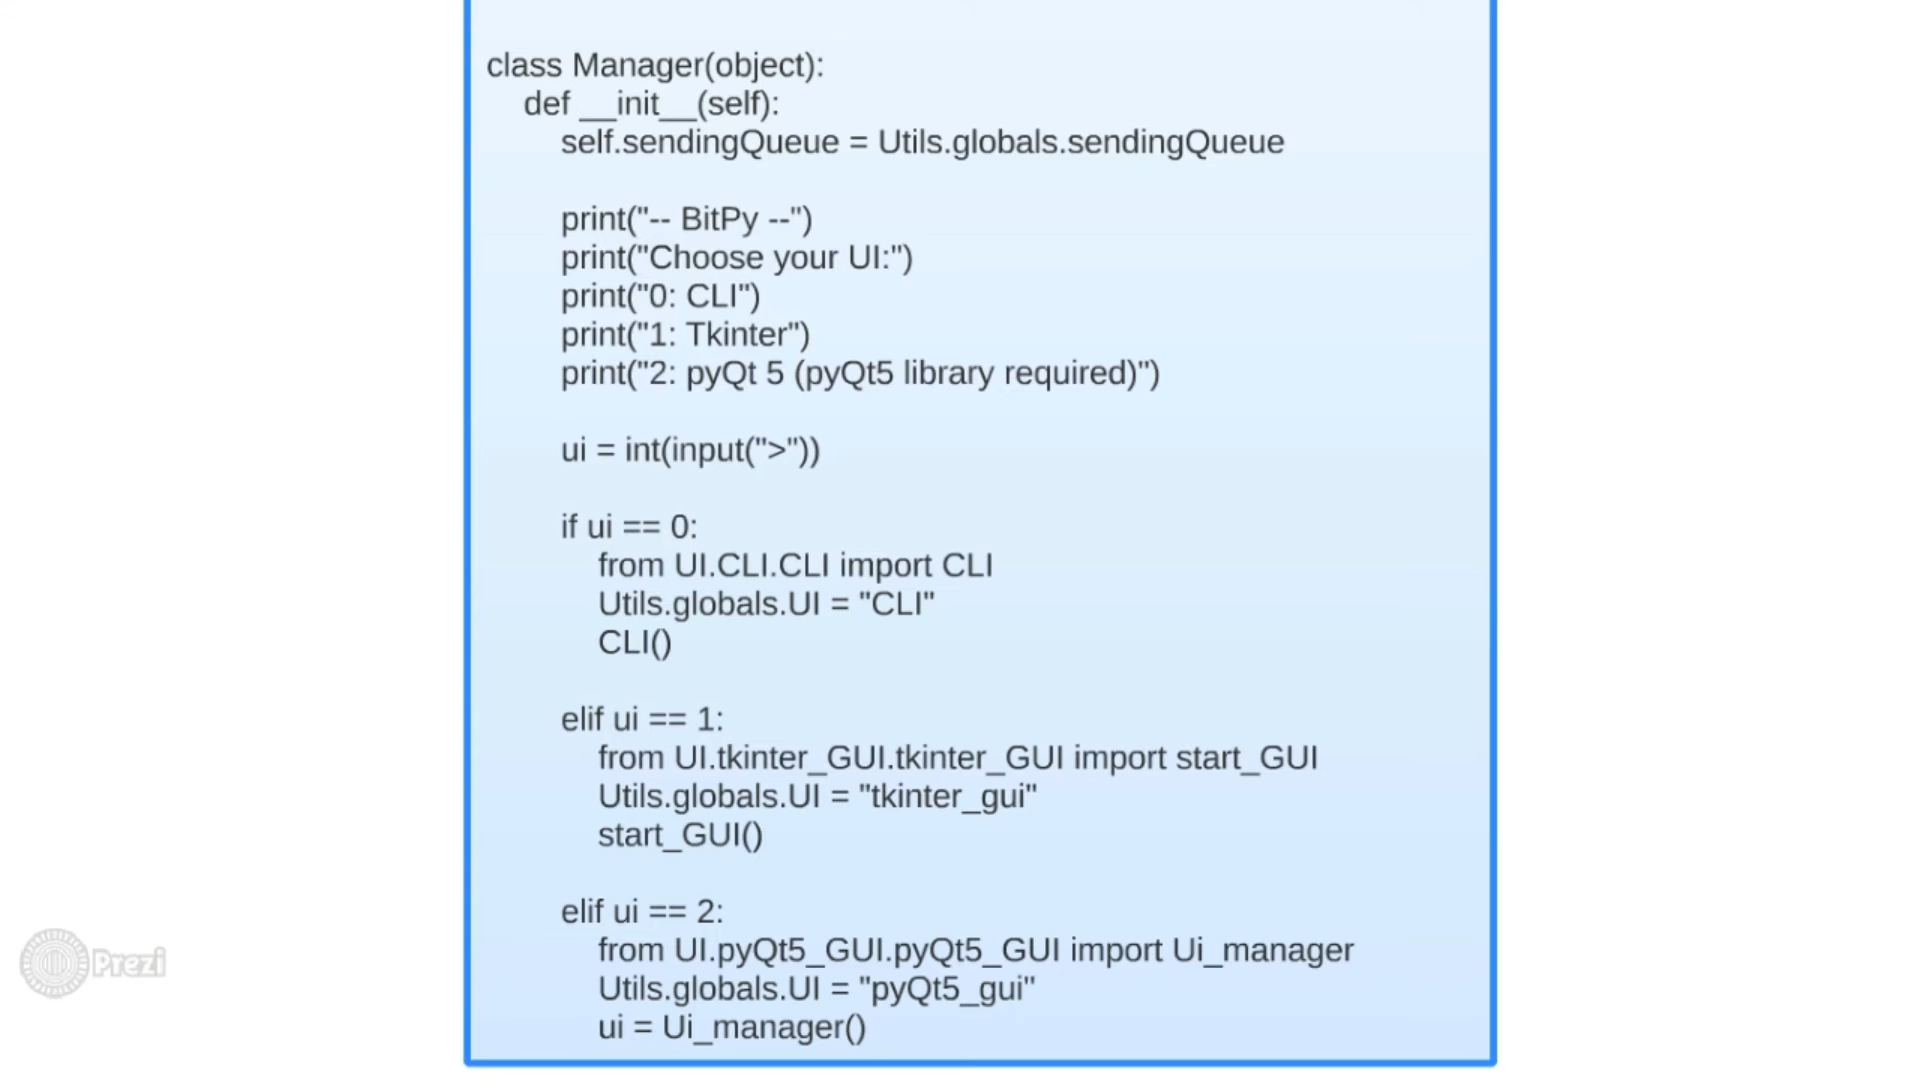 class Manager(object):
def __init__(self):
self.sendingQueue = Utils.globals.sendingQueue
print("-- BitPy --")
print("Choose your UI:")
print("0: CLI")
print("1: Tkinter")
print("2: pyQt 5 (pyQt5 library required)")
ui = int(input(">"))
if ui == 0:
from UI.CLI.CLI import CLI
Utils.globals.UI = "CLI"
CLI()
elif ui == 1:
from UI.tkinter_GUI.tkinter_GUI import start_GUI
Utils.globals.UI = "tkinter_gui"
start_GUI()
elif ui == 2:
from UI.pyQt5_GUI.pyQt5_GUI import Ui_manager
Utils.globals.UI = "pyQt5_gui"
ui = Ui_manager()
Prezi